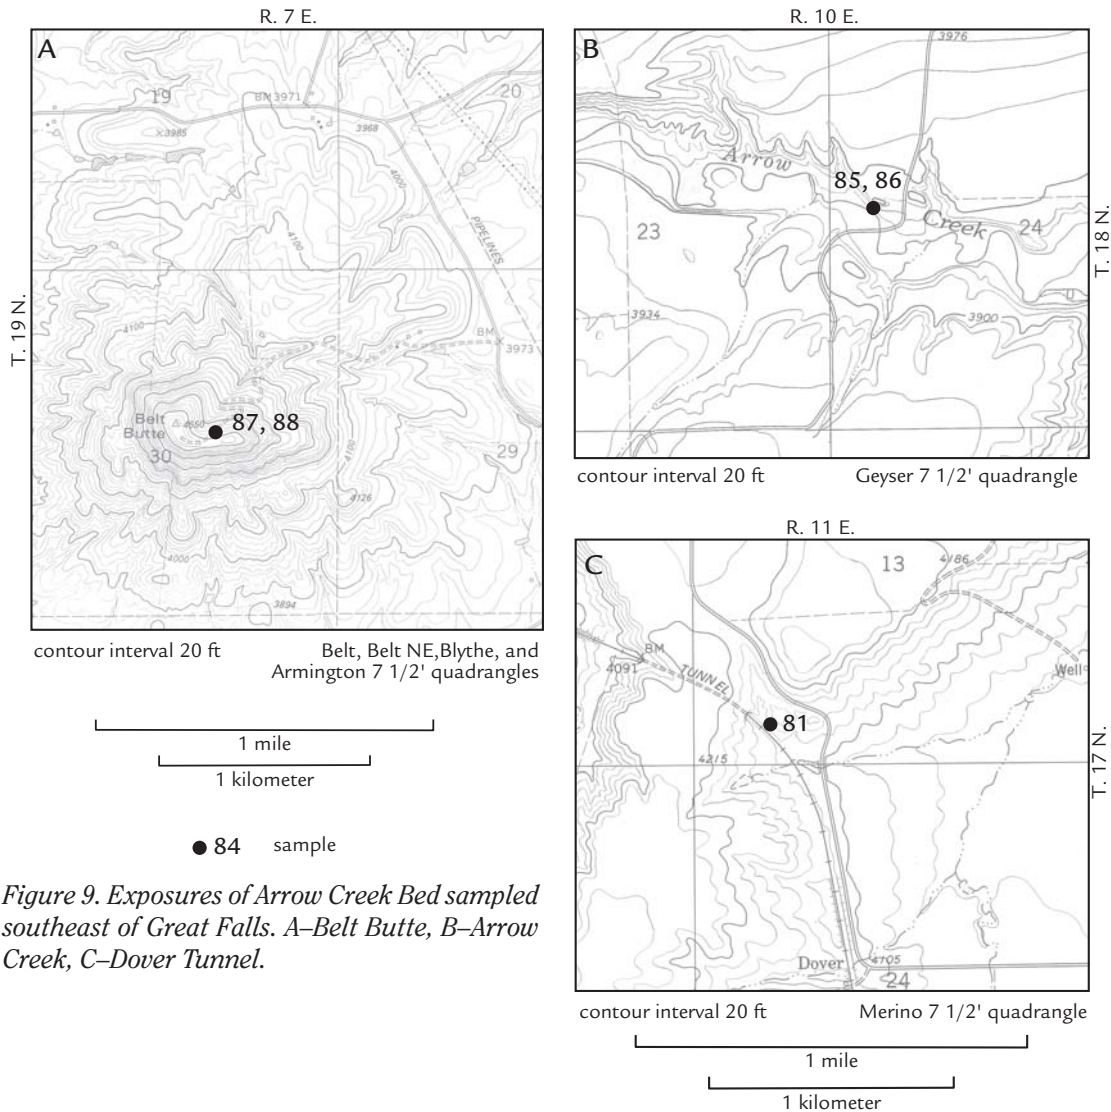 R. 7 E.
A
19
BM 3971
20
×3985
3968
4000
4100
PIPELINES
T. 19 N.
4100
BM
3973
Belt
Butte
4550
87, 88
30
29
4100
4126
4000
3894
contour interval 20 ft
Belt, Belt NE,Blythe, and
Armington 7 1/2' quadrangles
1 mile
1 kilometer
84 sample
Figure 9. Exposures of Arrow Creek Bed sampled
southeast of Great Falls. A–Belt Butte, B–Arrow
Creek, C–Dover Tunnel.
R. 10 E.
B
3976
Arrow
85, 86
Creek
23
24
T. 18 N.
3934
3900
contour interval 20 ft
Geyser 7 1/2' quadrangle
R. 11 E.
C
13
4186
BM
4091
TUNNEL
Well
81
4215
T. 17 N.
Dover
4105
24
contour interval 20 ft
Merino 7 1/2' quadrangle
1 mile
1 kilometer